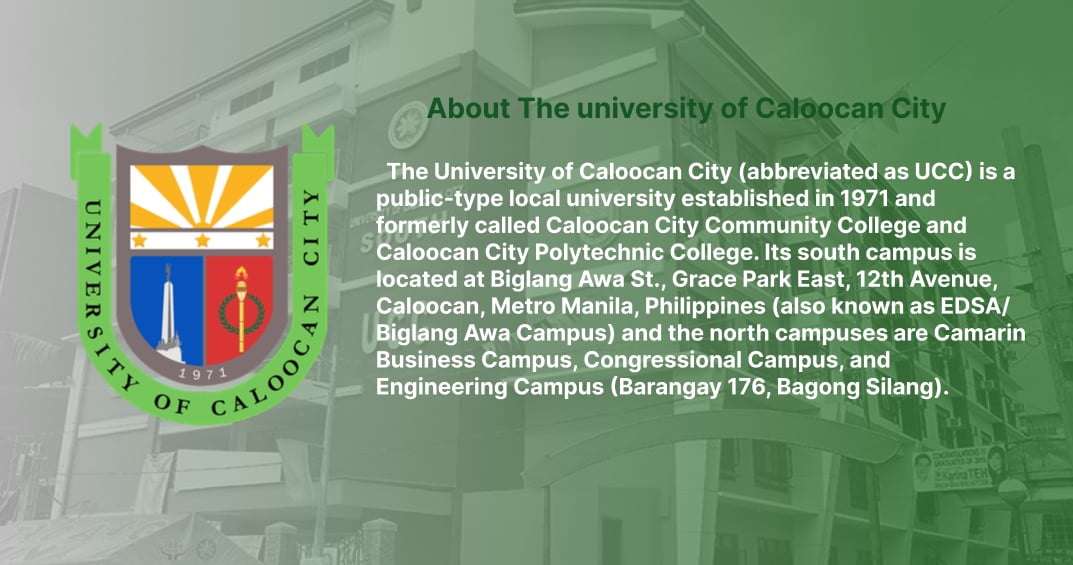 About The university of Caloocan City
The University of Caloocan City (abbreviated as UCC) is a
public-type local university established in 1971 and
formerly called Caloocan City Community College and
Caloocan City Polytechnic College. Its south campus is
located at Biglang Awa St., Grace Park East, 12th Avenue,
Caloocan, Metro Manila, Philippines (also known as EDSA/
Biglang Awa Campus) and the north campuses are Camarin
Business Campus, Congressional Campus, and
Engineering Campus (Barangay 176, Bagong Silang).
UNIVERSITY OF CALOOCAN CITY
1971